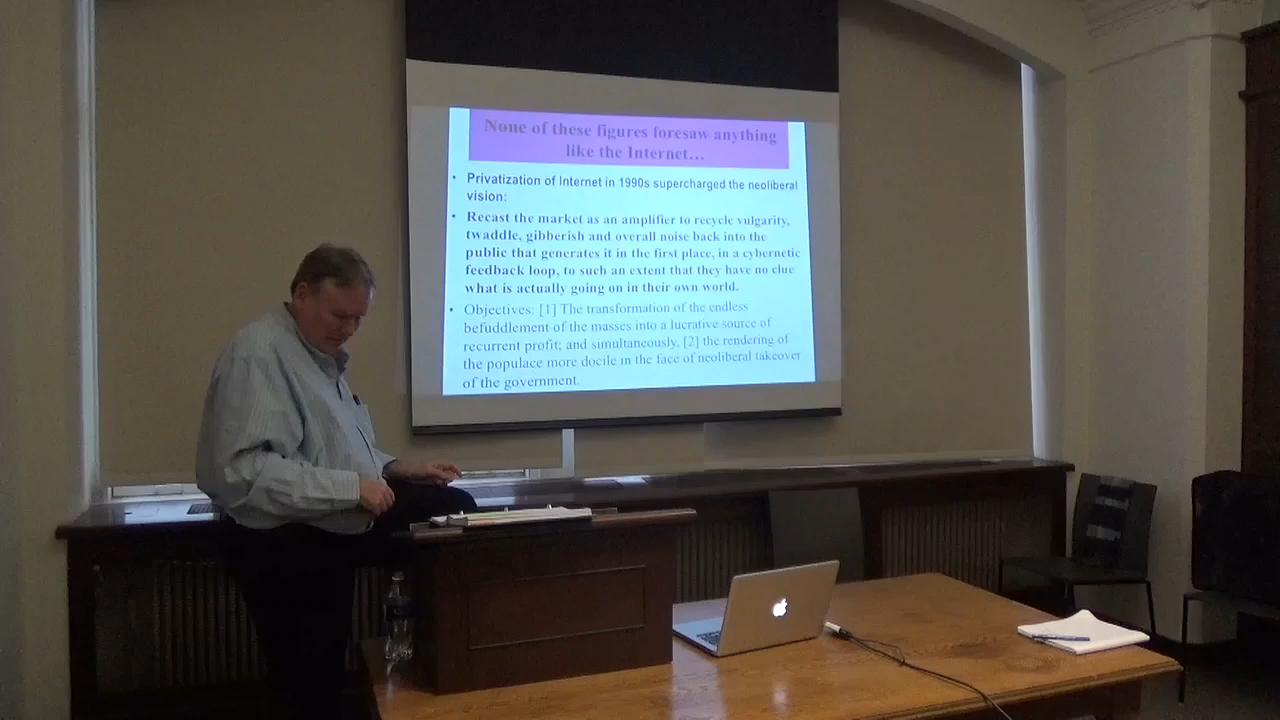 None of these figures foresaw anything
like the Internet…
• Privatization of Internet in 1990s supercharged the neoliberal
vision:
• Recast the market as an amplifier to recycle vulgarity,
twaddle, gibberish and overall noise back into the
public that generates it in the first place, in a cybernetic
feedback loop, to such an extent that they have no clue
what is actually going on in their own world.
• Objectives: [1] The transformation of the endless
befuddlement of the masses into a lucrative source of
recurrent profit; and simultaneously, [2] the rendering of
the populace more docile in the face of neoliberal takeover
of the government.